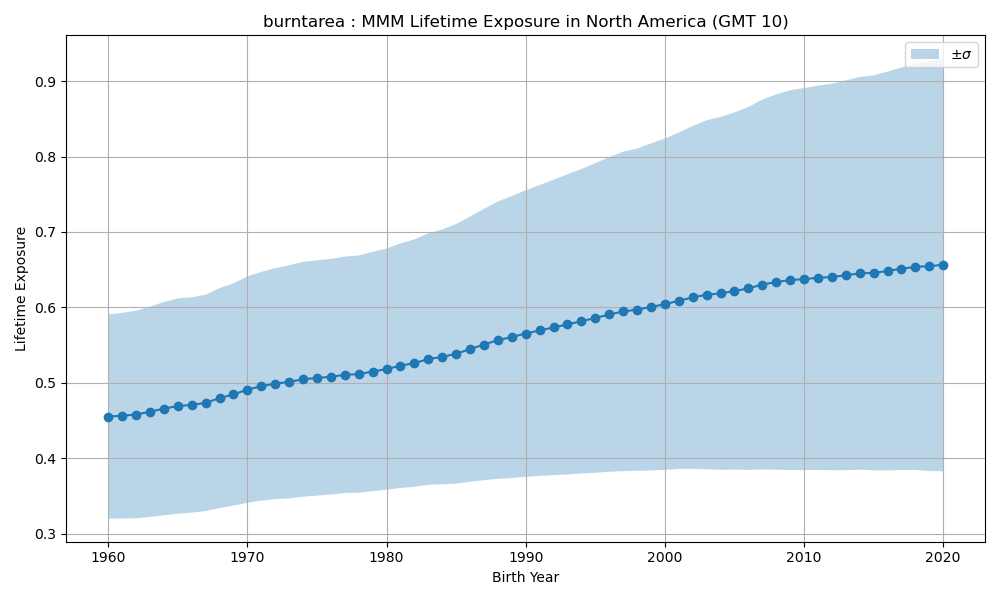 burntarea : MMM Lifetime Exposure in North America (GMT 10)
±σ
Lifetime Exposure
0.9
0.8
0.7
0.6
0.5
0.4
0.3
1960 1970 1980 1990 2000 2010 2020
Birth Year